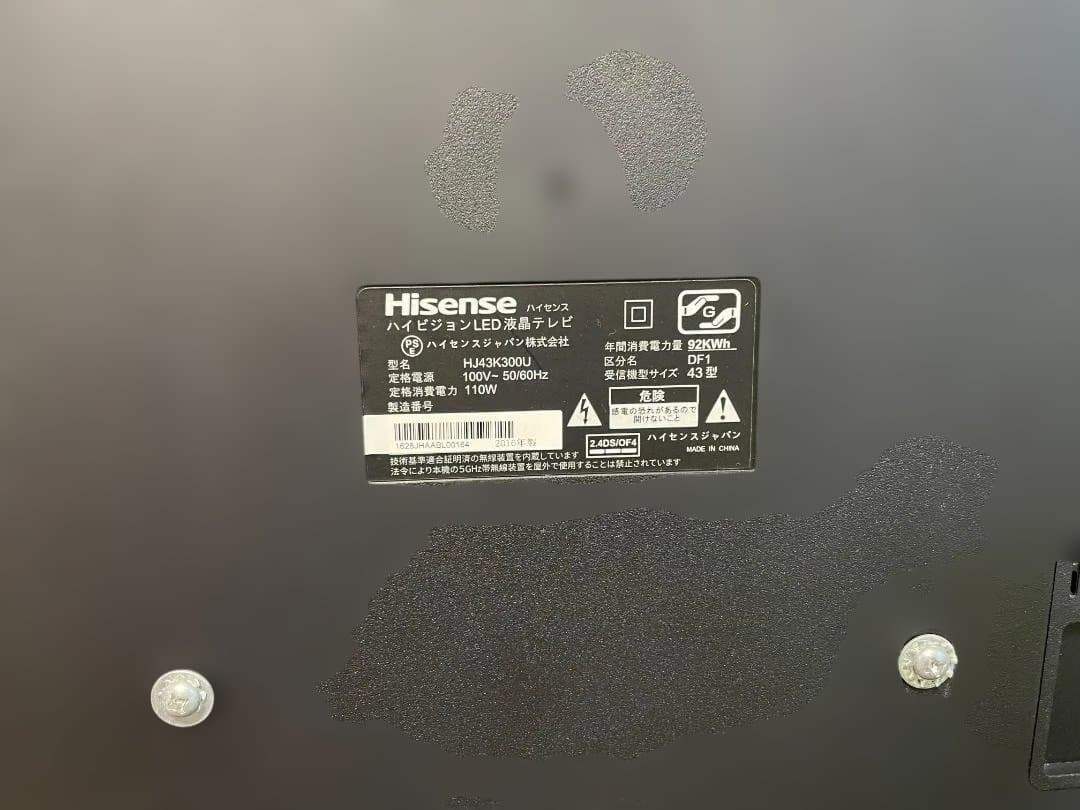 Hisense ハイセンス
ハイビジョンLED液晶テレビ
PS
E
ハイセンスジャパン株式会社
型名 HJ43K300U
定格電源 100V~ 50/60Hz
定格消費電力 110W
製造番号
1628JHAABL00164 2016年製
G
年間消費電力量 92KWh
区分名 DF1
受信機型サイズ 43型
危険
感電の恐れがあるので
開けないこと
2.4DS/OF4
ハイセンスジャパン
MADE IN CHINA
技術基準適合証明済の無線装置を内蔵しています
法令により本機の5GHz帯無線装置を屋外で使用することは禁止されています